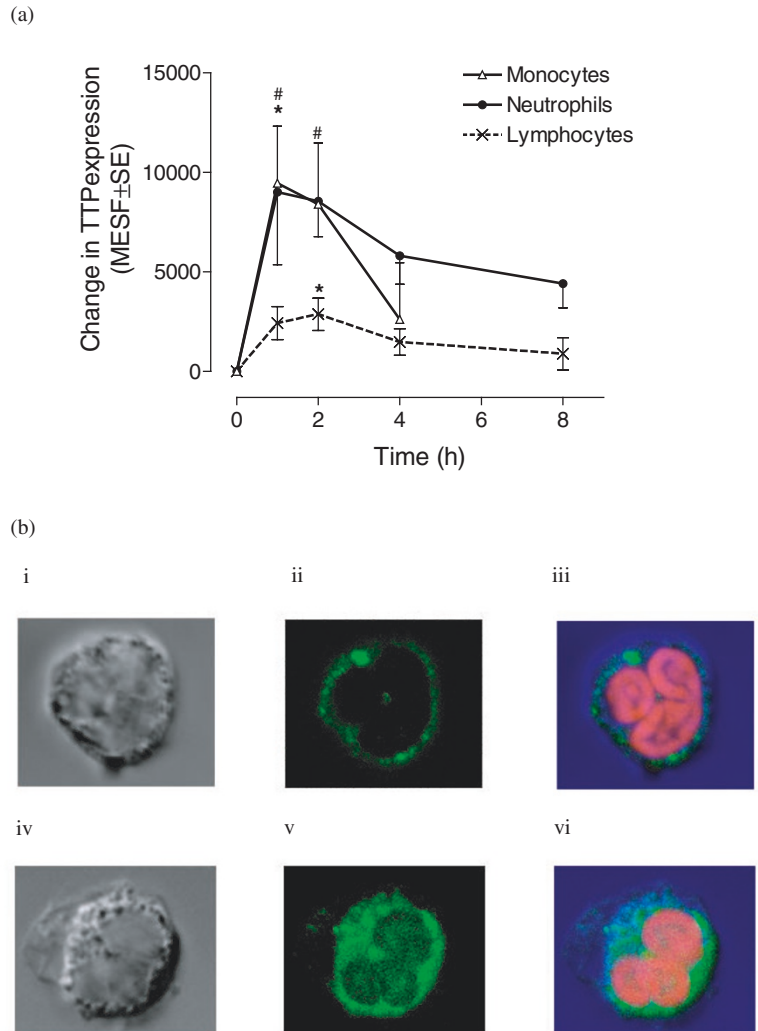 (a)
15000
10000
5000
0
Change in TTPexpression
(MESF±SE)
#
*
#
*
Monocytes
Neutrophils
Lymphocytes
0 2 4 6 8
Time (h)
(b)
i ii iii
iv v vi